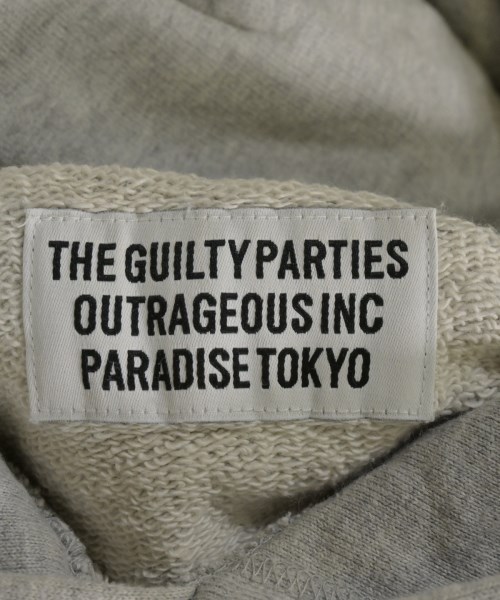 THE GUILTY PARTIES
OUTRAGEOUS INC
PARADISE TOKYO